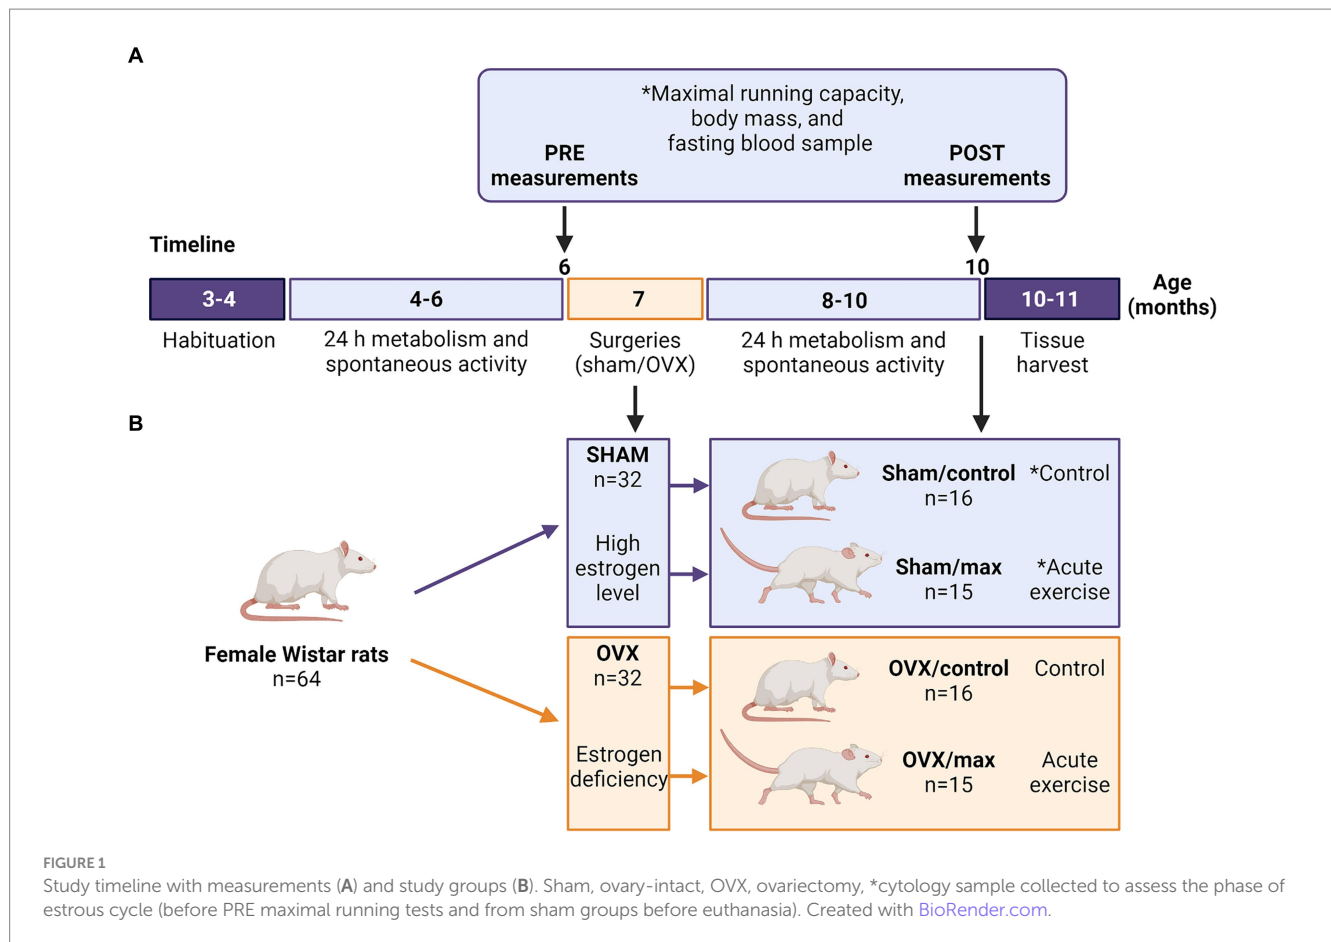 A
*Maximal running capacity,
body mass, and
fasting blood sample
PRE
measurements
POST
measurements
Timeline
6
10
3-4
4-6
7
8-10
10-11
Age
(months)
Habituation
24 h metabolism and
spontaneous activity
Surgeries
(sham/OVX)
24 h metabolism and
spontaneous activity
Tissue
harvest
B
SHAM
n=32
High
estrogen
level
Sham/control
n=16
*Control
Sham/max
n=15
*Acute
exercise
Female Wistar rats
n=64
OVX
n=32
Estrogen
deficiency
OVX/control
n=16
Control
OVX/max
n=15
Acute
exercise
FIGURE 1
Study timeline with measurements (A) and study groups (B). Sham, ovary-intact, OVX, ovariectomy, *cytology sample collected to assess the phase of
estrous cycle (before PRE maximal running tests and from sham groups before euthanasia). Created with BioRender.com.